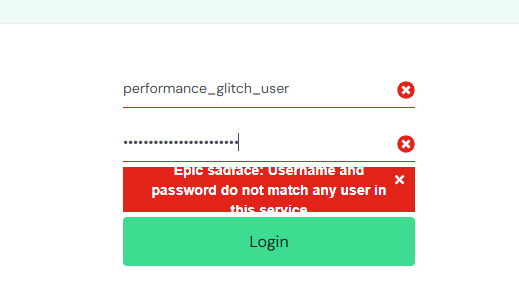 performance_glitch_user
•••••••••••••••••••••••
Epic sadface: Username and
password do not match any user in
this service
Login